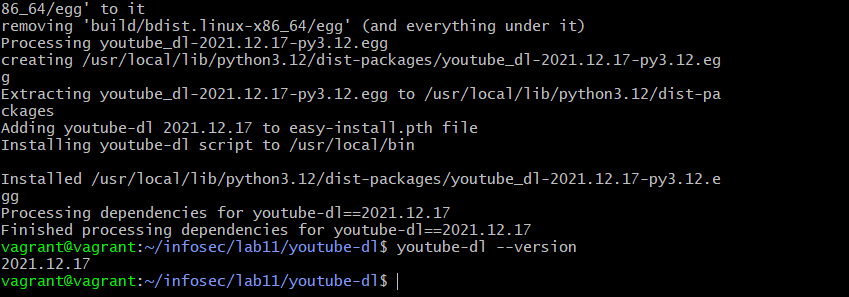 86_64/egg' to it
removing 'build/bdist.linux-x86_64/egg' (and everything under it)
Processing youtube_dl-2021.12.17-py3.12.egg
creating /usr/local/lib/python3.12/dist-packages/youtube_dl-2021.12.17-py3.12.eg
g
Extracting youtube_dl-2021.12.17-py3.12.egg to /usr/local/lib/python3.12/dist-pa
ckages
Adding youtube-dl 2021.12.17 to easy-install.pth file
Installing youtube-dl script to /usr/local/bin
Installed /usr/local/lib/python3.12/dist-packages/youtube_dl-2021.12.17-py3.12.e
gg
Processing dependencies for youtube-dl==2021.12.17
Finished processing dependencies for youtube-dl==2021.12.17
vagrant@vagrant:~/infosec/lab11/youtube-dl$ youtube-dl --version
2021.12.17
vagrant@vagrant:~/infosec/lab11/youtube-dl$